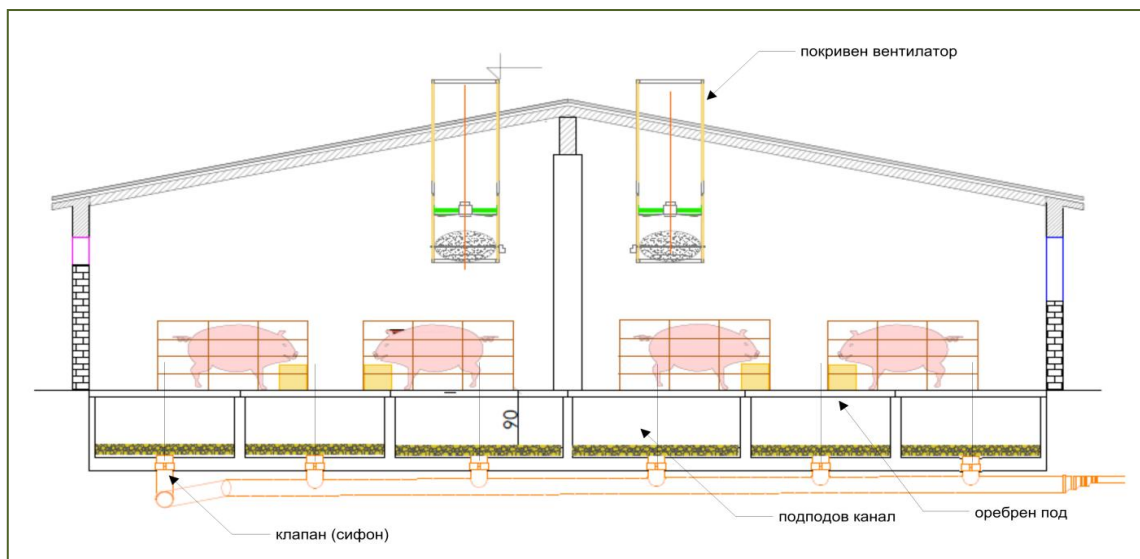 покривен вентилатор
90
подподов канал
оребрен под
клапан (сифон)